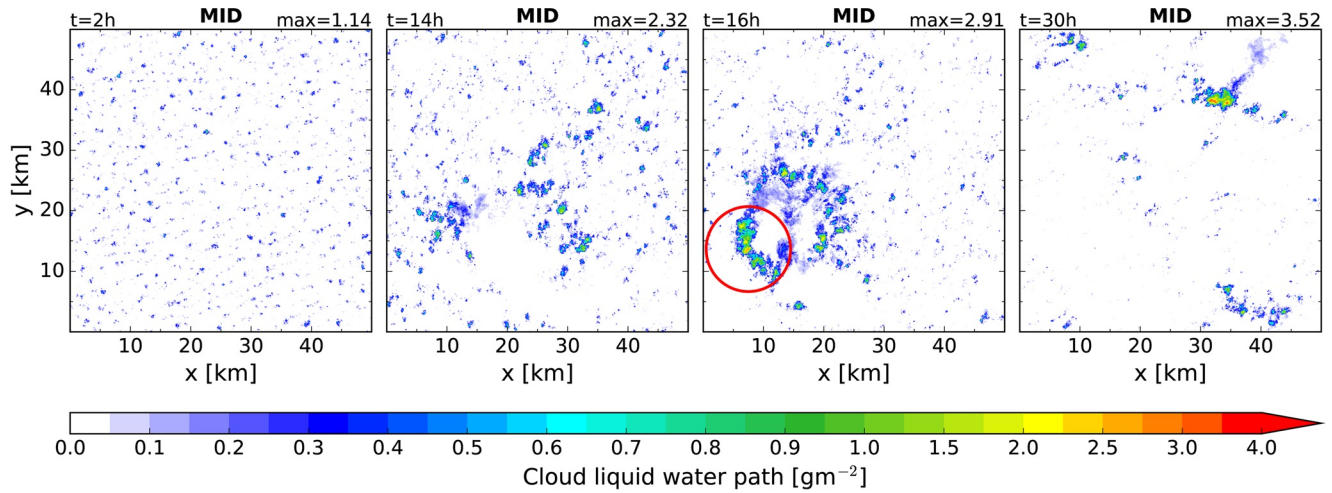 t=2h MID max=1.14 t=14h MID max=2.32 t=16h MID max=2.91 t=30h MID max=3.52
40
30
20
10
y [km]
10 20 30 40 10 20 30 40 10 20 30 40 10 20 30 40
x [km] x [km] x [km] x [km]
0.0 0.1 0.2 0.3 0.4 0.5 0.6 0.7 0.8 0.9 1.0 1.5 2.0 2.5 3.0 4.0
Cloud liquid water path [gm⁻²]